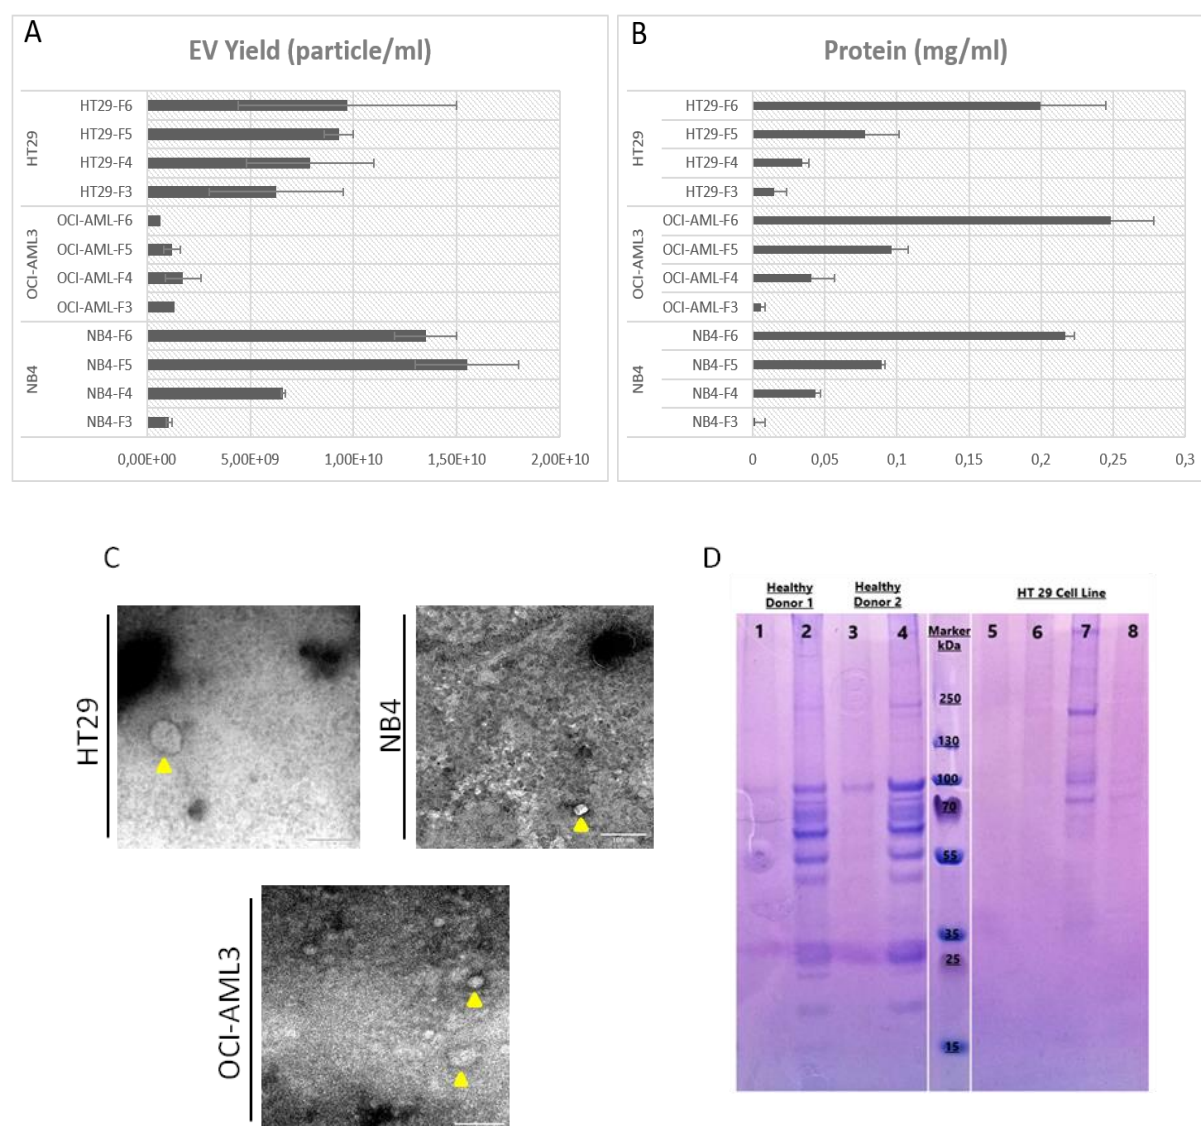 A
EV Yield (particle/ml)
HT29
HT29-F6
HT29-F5
HT29-F4
HT29-F3
OCI-AML3
OCI-AML-F6
OCI-AML-F5
OCI-AML-F4
OCI-AML-F3
NB4
NB4-F6
NB4-F5
NB4-F4
NB4-F3
0,00E+00 5,00E+09 1,00E+10 1,50E+10 2,00E+10
B
Protein (mg/ml)
HT29
HT29-F6
HT29-F5
HT29-F4
HT29-F3
OCI-AML3
OCI-AML-F6
OCI-AML-F5
OCI-AML-F4
OCI-AML-F3
NB4
NB4-F6
NB4-F5
NB4-F4
NB4-F3
0 0,05 0,1 0,15 0,2 0,25 0,3
C
HT29
NB4
OCI-AML3
D
Healthy
Donor 1
Healthy
Donor 2
HT 29 Cell Line
1 2 3 4 Marker 5 6 7 8
kDa
250
130
100
70
55
35
25
15